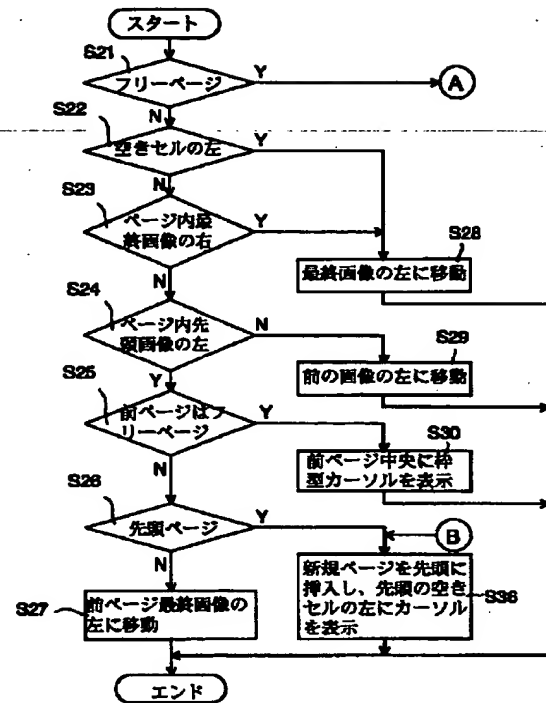 スタート
S21
フリーページ
Y
A
N
S22
空きセルの左
Y
N
S23
ページ内最
終画像の右
Y
N
S28
最終画像の左に移動
S24
ページ内先
頭画像の左
N
Y
S29
前の画像の左に移動
S25
前ページはフ
リーページ
Y
N
S30
前ページ中央に枠
型カーソルを表示
S26
先頭ページ
Y
N
B
S27
前ページ最終画像の
左に移動
新規ページを先頭に
挿入し、先頭の空き
セルの左にカーソル
を表示
S36
エンド